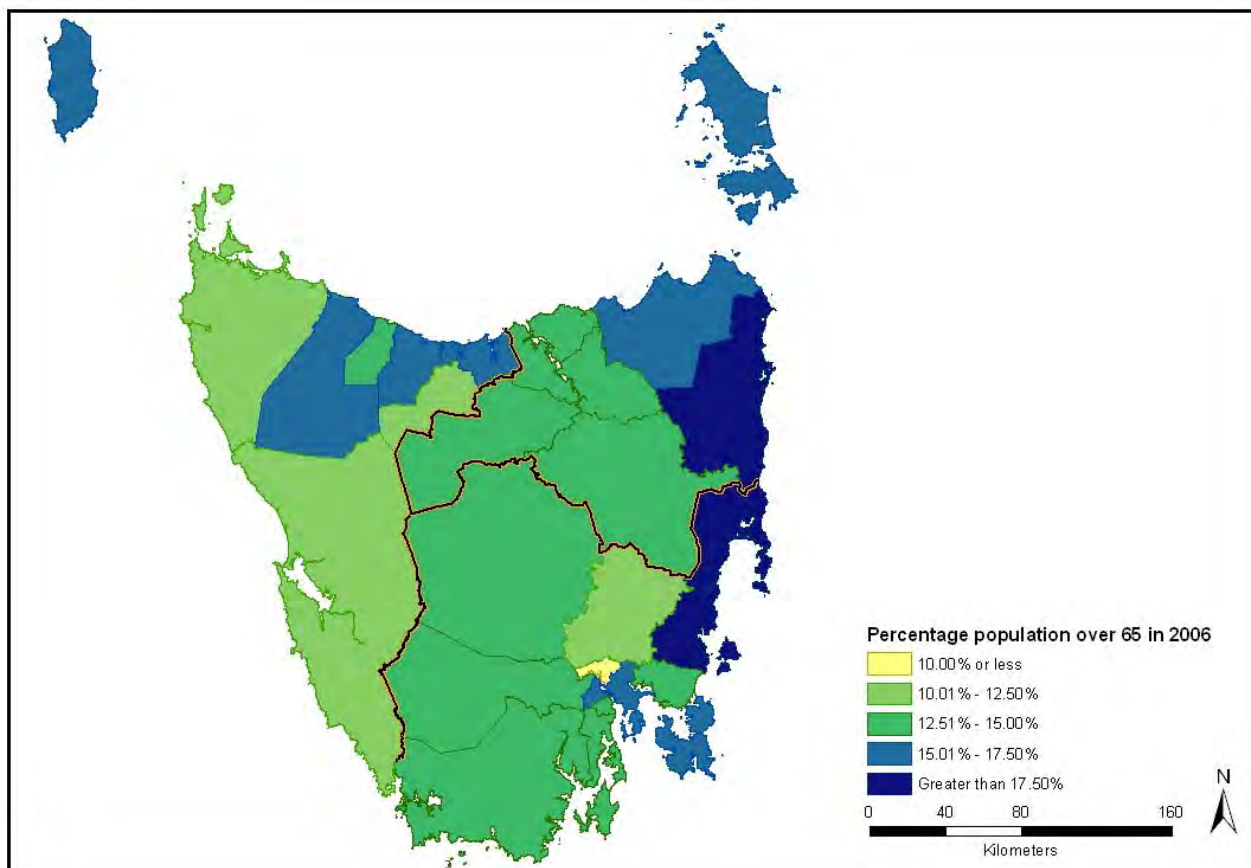 Percentage population over 65 in 2006
10.00% or less
10.01% - 12.50%
12.51% - 15.00%
15.01% - 17.50%
Greater than 17.50%
N
0 40 80 160
Kilometers